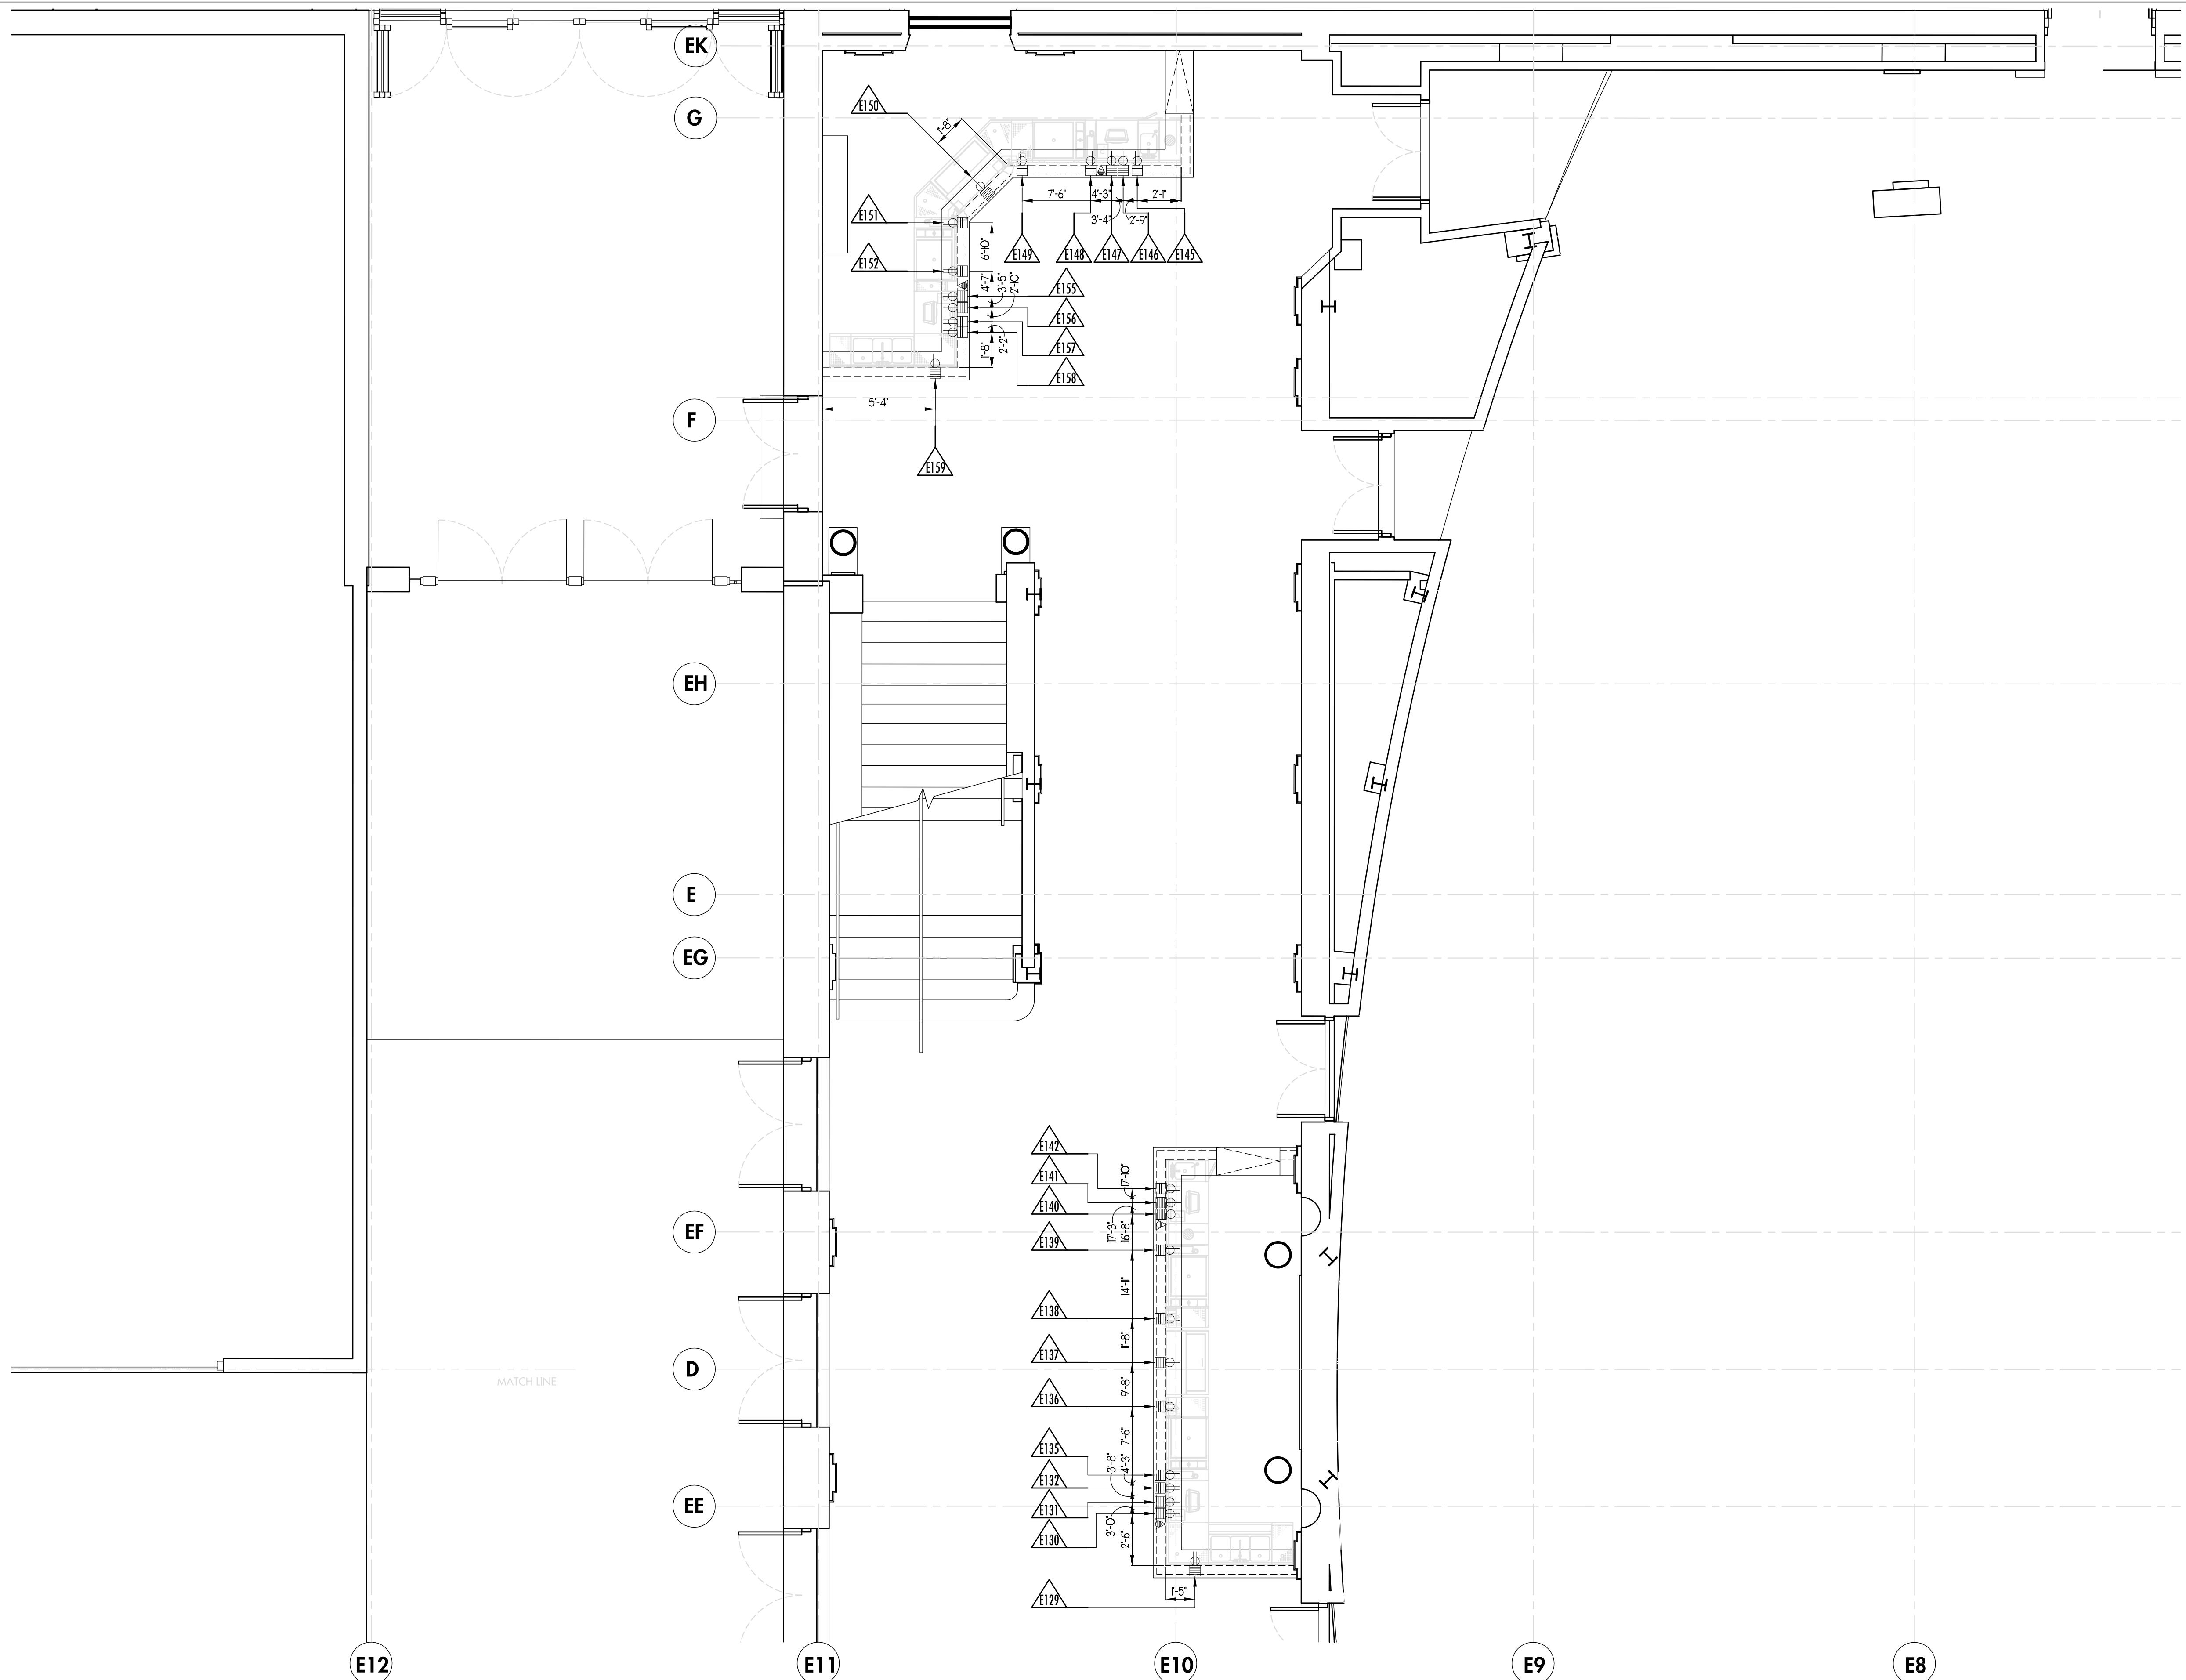 EK
G
E150
1'-8"
E151
E152
7'-6"
4'-3"
2'-1"
3'-4"
2'-9"
E149
E148
E147
E146
E145
6'-10"
4'-7"
3'-5"
2'-10"
E155
E156
E157
E158
2'-2"
1'-8"
5'-4"
F
E159
EH
E
EG
E142
E141
E140
E139
17'-10"
17'-3"
16'-8"
EF
14'-11"
E138
11'-8"
E137
D
MATCH LINE
9'-8"
E136
7'-6"
E135
E132
E131
E130
3'-8"
4'-3"
EE
3'-0"
2'-6"
1'-5"
E129
E12
E11
E10
E9
E8